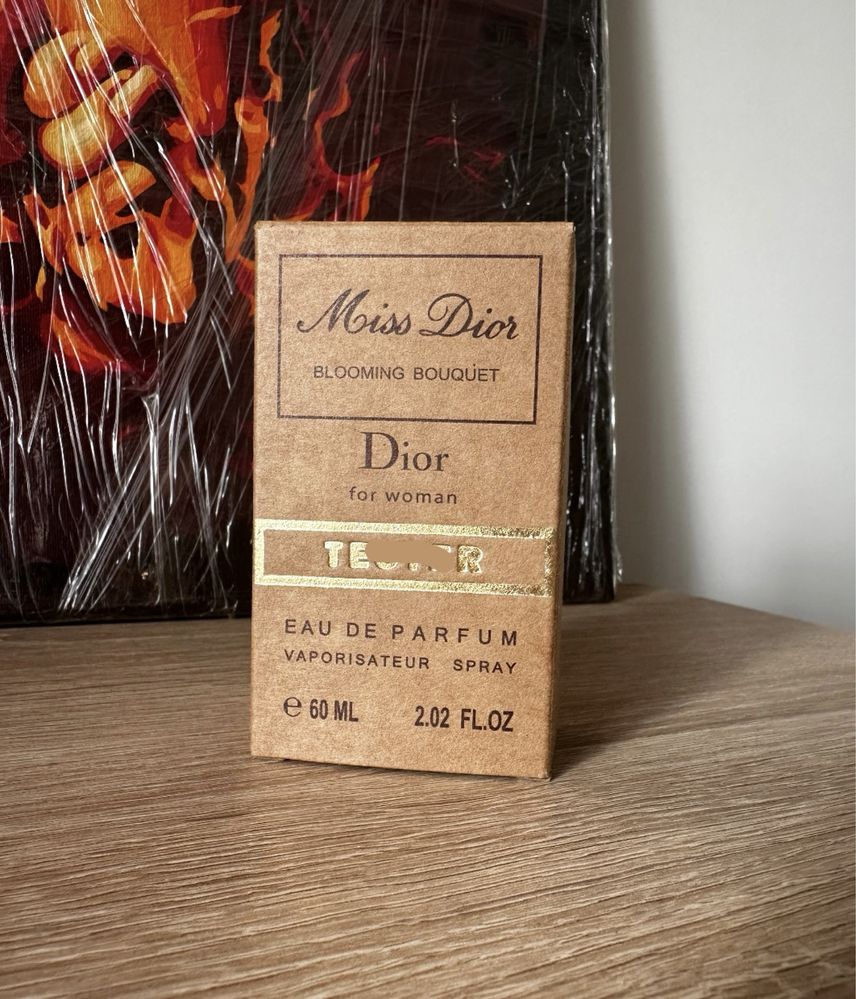 Miss Dior
BLOOMING BOUQUET
Dior
for woman
EAU DE PARFUM
VAPORISATEUR SPRAY
℮ 60 ML 2.02 FL.OZ